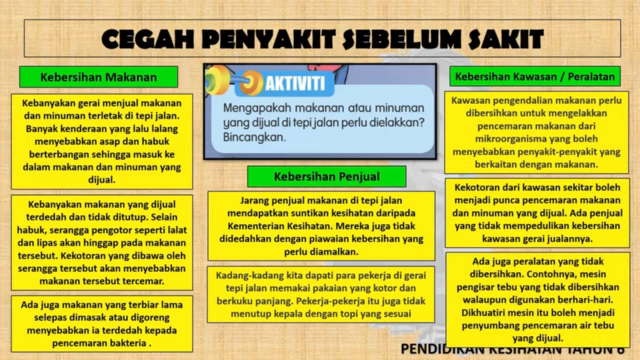 CEGAH PENYAKIT SEBELUM SAKIT
Kebersihan Makanan
Kebanyakan gerai menjual makanan
dan minuman terletak di tepi jalan.
Banyak kenderaan yang lalu lalang
menyebabkan asap dan habuk
berterbangan sehingga masuk ke
dalam makanan dan minuman yang
dijual.
Kebanyakan makanan yang dijual
terdedah dan tidak ditutup. Selain
habuk, serangga pengotor seperti lalat
dan lipas akan hinggap pada makanan
tersebut. Kekotoran yang dibawa oleh
serangga tersebut akan menyebabkan
makanan tersebut tercemar.
Ada juga makanan yang terbiar lama
selepas dimasak atau digoreng
menyebabkan ia terdedah kepada
pencemaran bakteria .
AKTIVITI
Mengapakah makanan atau minuman
yang dijual di tepi jalan perlu dielakkan?
Bincangkan.
Kebersihan Penjual
Jarang penjual makanan di tepi jalan
mendapatkan suntikan kesihatan daripada
Kementerian Kesihatan. Mereka juga tidak
didedahkan dengan piawaian kebersihan yang
perlu diamalkan.
Kadang-kadang kita dapati para pekerja di gerai
tepi jalan memakai pakaian yang kotor dan
berkuku panjang. Pekerja-pekerja itu juga tidak
menutup kepala dengan topi yang sesuai
Kebersihan Kawasan / Peralatan
Kawasan pengendalian makanan perlu
dibersihkan untuk mengelakkan
pencemaran makanan dari
mikroorganisma yang boleh
menyebabkan penyakit-penyakit yang
berkaitan dengan makanan.
Kekotoran dari kawasan sekitar boleh
menjadi punca pencemaran makanan
dan minuman yang dijual. Ada penjual
yang tidak mempedulikan kebersihan
kawasan gerai jualannya.
Ada juga peralatan yang tidak
dibersihkan. Contohnya, mesin
pengisar tebu yang tidak dibersihkan
walaupun digunakan berhari-hari.
Dikhuatiri mesin itu boleh menjadi
penyumbang pencemaran air tebu
yang dijual.
PENDIDIKAN KESIHATAN TAHUN 6